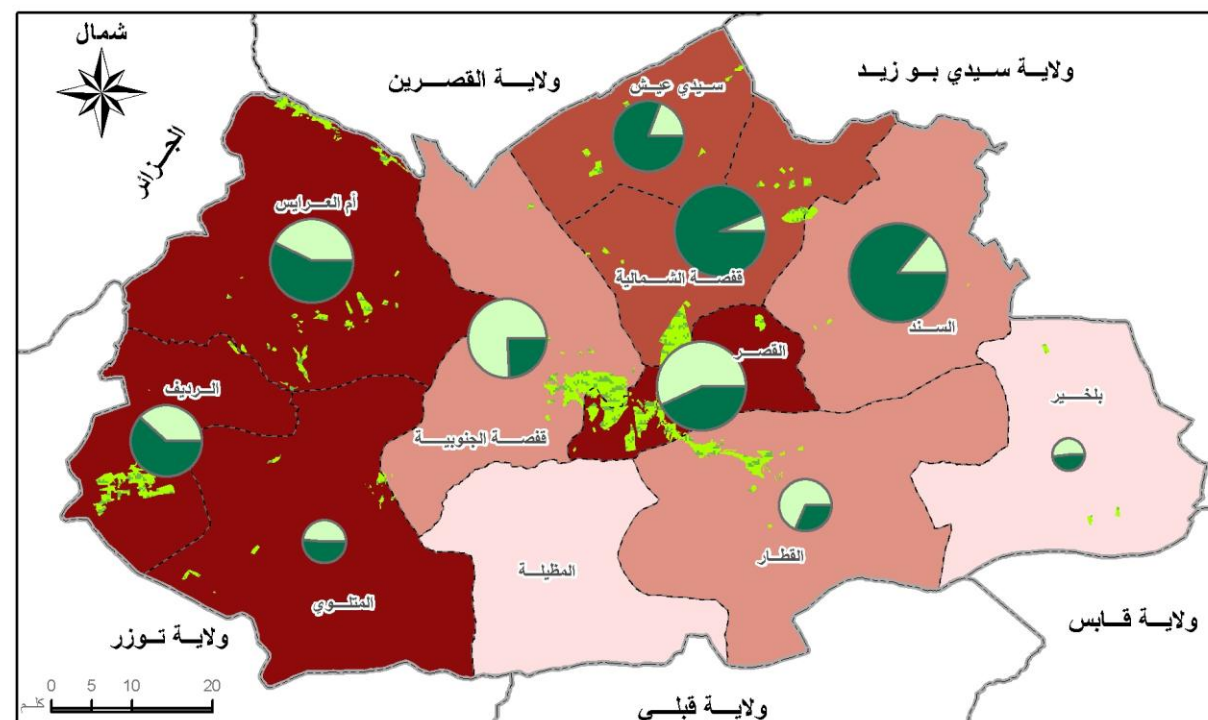 شمال
ولاية القصرين
ولاية سيدي بو زيد
الجزائر
سيدي عيش
أم العرايس
قفصة الشمالية
السند
القصر
بلخير
الرديف
قفصة الجنوبية
القطار
المظيلة
المتلوي
ولاية توزر
ولاية قابس
ولاية قبلي
0 5 10 20
كلم